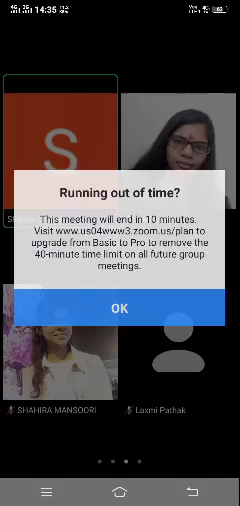 14:35
S
Running out of time?
This meeting will end in 10 minutes.
Visit www.us04www3.zoom.us/plan to
upgrade from Basic to Pro to remove the
40-minute time limit on all future group
meetings.
OK
SHAHIRA MANSOORI
Laxmi Pathak